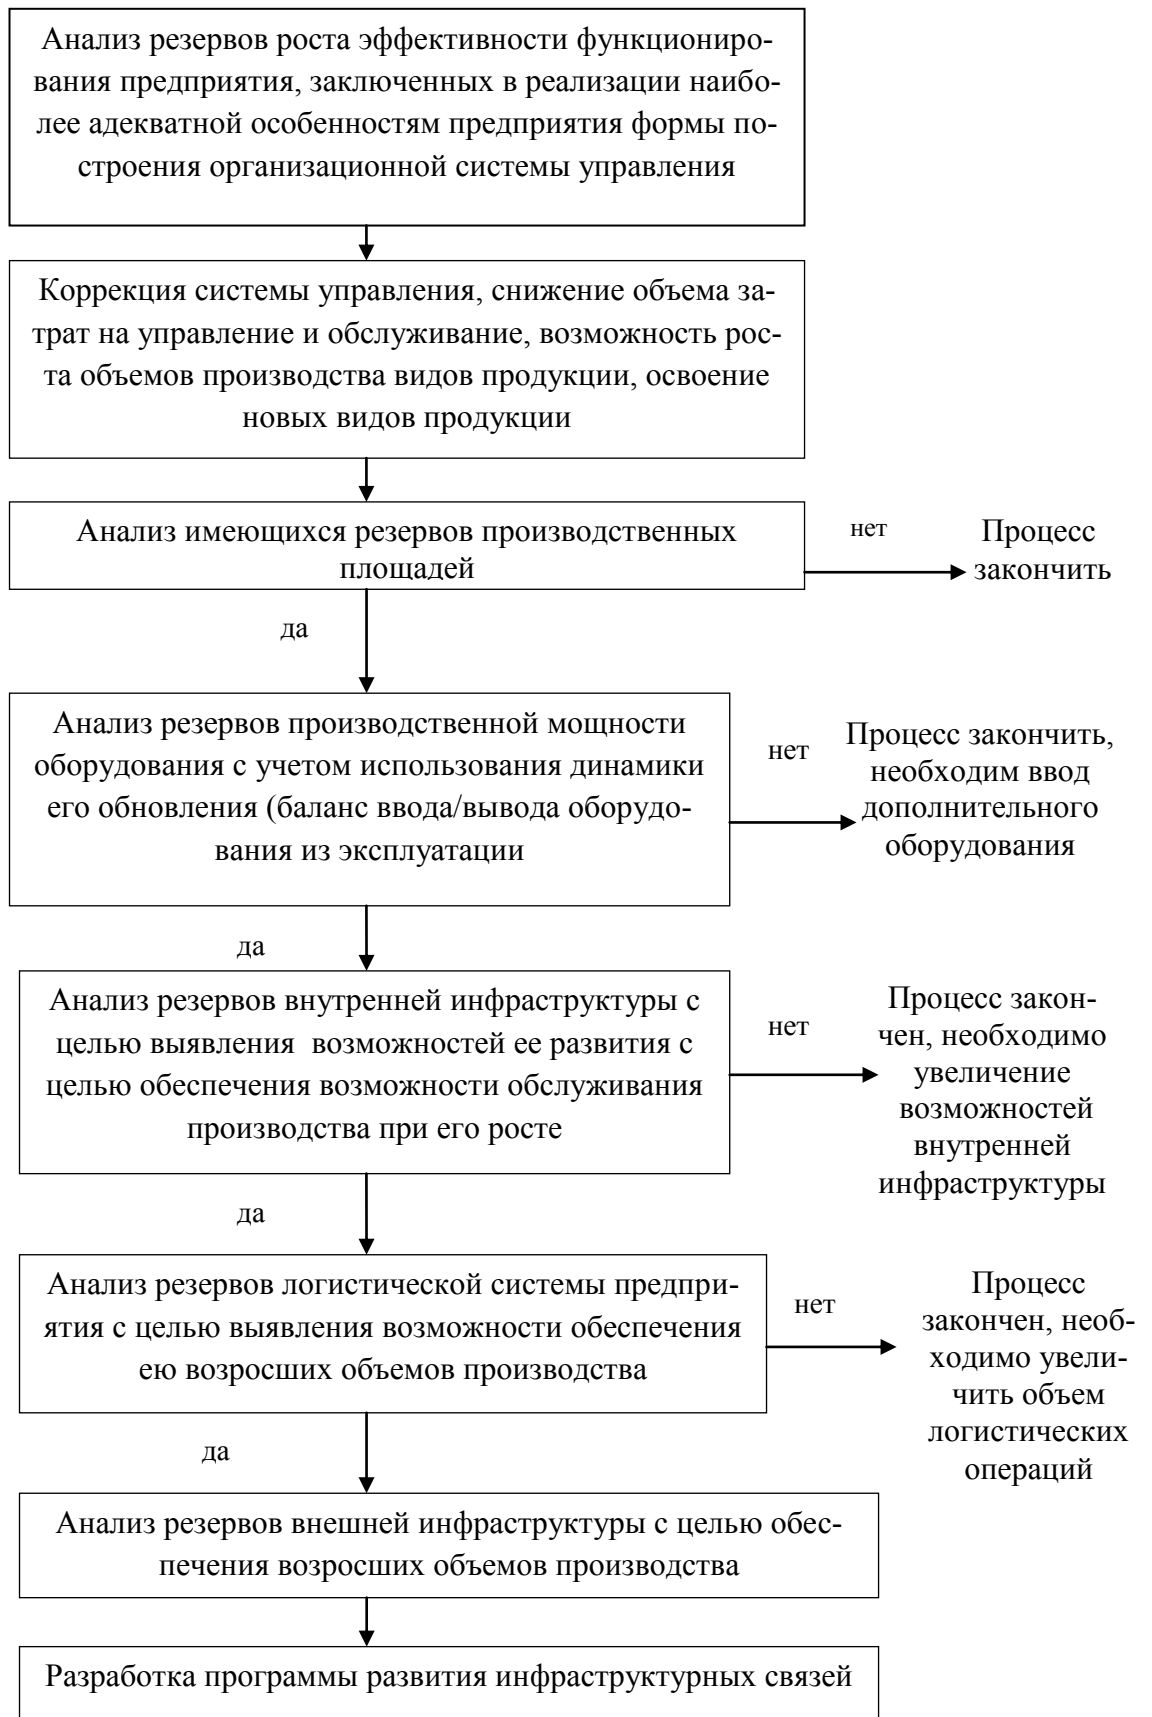 Анализ резервов роста эффективности функциониро-
вания предприятия, заключенных в реализации наибо-
лее адекватной особенностям предприятия формы по-
строения организационной системы управления
Коррекция системы управления, снижение объема за-
трат на управление и обслуживание, возможность рос-
та объемов производства видов продукции, освоение
новых видов продукции
Анализ имеющихся резервов производственных
площадей
нет
Процесс
закончить
да
Анализ резервов производственной мощности
оборудования с учетом использования динамики
его обновления (баланс ввода/вывода оборудо-
вания из эксплуатации
нет
Процесс закончить,
необходим ввод
дополнительного
оборудования
да
Анализ резервов внутренней инфраструктуры с
целью выявления  возможностей ее развития с
целью обеспечения возможности обслуживания
производства при его росте
нет
Процесс закон-
чен, необходимо
увеличение
возможностей
внутренней
инфраструктуры
да
Анализ резервов логистической системы предпри-
ятия с целью выявления возможности обеспечения
ею возросших объемов производства
нет
Процесс
закончен, необ-
ходимо увели-
чить объем
логистических
операций
да
Анализ резервов внешней инфраструктуры с целью обес-
печения возросших объемов производства
Разработка программы развития инфраструктурных связей